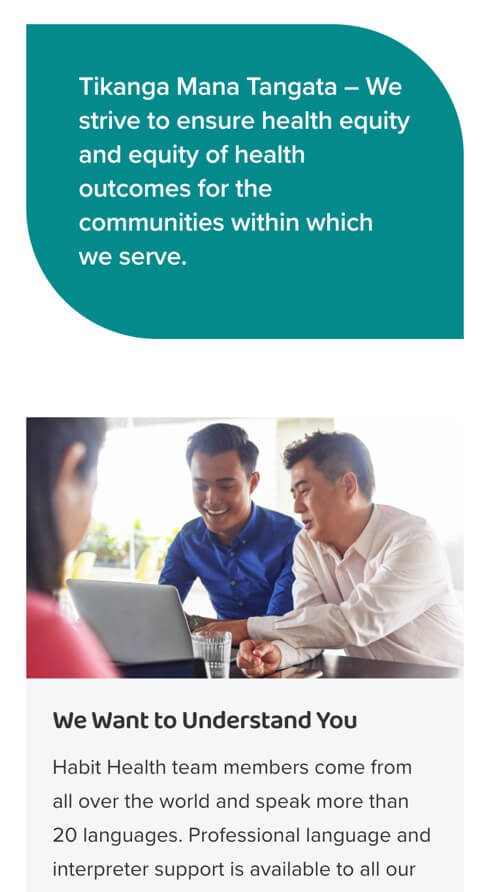 Tikanga Mana Tangata – We
strive to ensure health equity
and equity of health
outcomes for the
communities within which
we serve.
We Want to Understand You
Habit Health team members come from
all over the world and speak more than
20 languages. Professional language and
interpreter support is available to all our